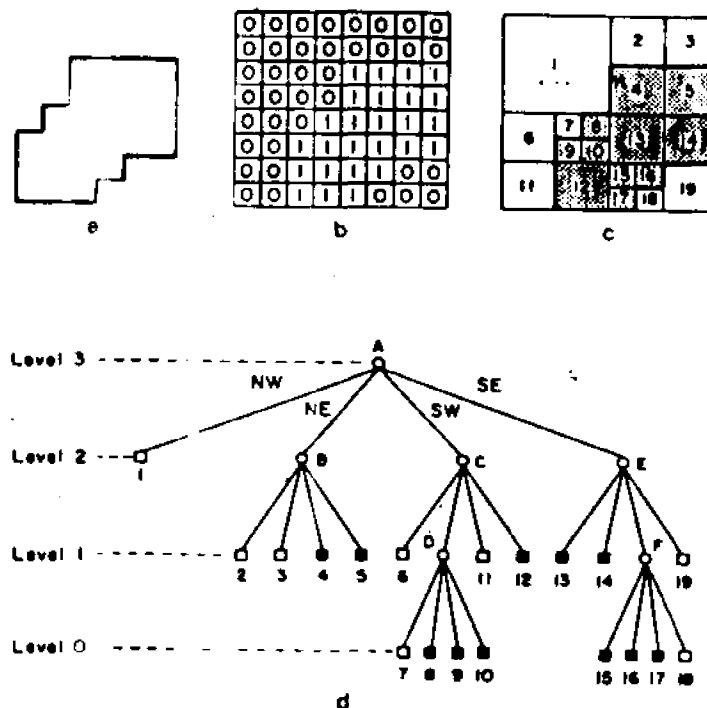 0 0 0 0 0 0 0 0
0 0 0 0 0 0 0 0
0 0 0 0 1 1 1 1
0 0 0 0 1 1 1 1
0 0 0 1 1 1 1 1
0 0 1 1 1 1 1 1
0 0 1 1 1 1 0 0
0 0 1 1 1 0 0 0
1 2 3
4 5
6 7 8 13 14
9 10
11 12 15 16 19
17 18
a b c
A
Level 3
NW NE SW SE
Level 2
1 B C E
D F
Level 1
2 3 4 5 6 11 12 13 14 19
Level 0
7 8 9 10 15 16 17 18
d